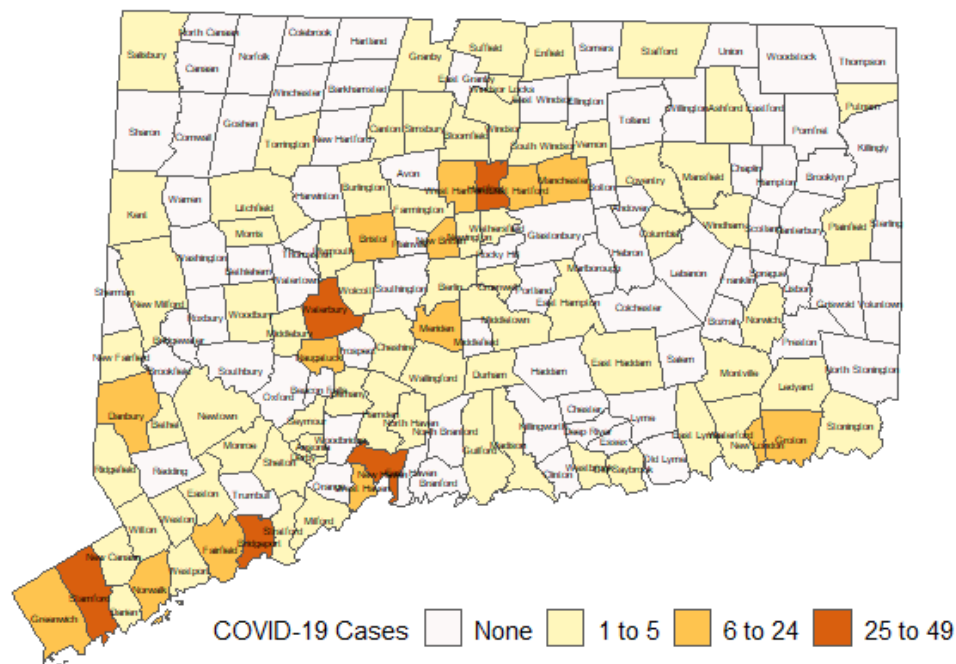 North Canaan
Colebrook
Hartland
Salisbury
Canaan
Norfolk
Granby
Suffield
Enfield
Somers
Stafford
Union
Woodstock
Thompson
East Granby
Windsor Locks
Winchester
Barkhamsted
East Windsor
Ellington
Willington
Ashford
Eastford
Putnam
Sharon
Cornwall
Goshen
Torrington
New Hartford
Canton
Simsbury
Bloomfield
Windsor
South Windsor
Vernon
Tolland
Pomfret
Killingly
Avon
West Hartford
Hartford
East Hartford
Manchester
Bolton
Coventry
Mansfield
Chaplin
Hampton
Brooklyn
Kent
Warren
Litchfield
Harwinton
Burlington
Farmington
Morris
Bristol
Plainville
New Britain
Newington
Wethersfield
Glastonbury
Andover
Columbia
Windham
Scotland
Canterbury
Plainfield
Sterling
Washington
Bethlehem
Watertown
Thomaston
Plymouth
Rocky Hill
Hebron
Marlborough
Lebanon
Franklin
Sprague
Lisbon
Griswold
Voluntown
Sherman
New Milford
Roxbury
Woodbury
Waterbury
Wolcott
Southington
Berlin
Cromwell
Portland
East Hampton
Colchester
Bozrah
Norwich
Preston
Bridgewater
Middlebury
Meriden
Middletown
Middlefield
New Fairfield
Brookfield
Southbury
Naugatuck
Prospect
Cheshire
Wallingford
Durham
Haddam
East Haddam
Salem
Montville
Ledyard
North Stonington
Danbury
Bethel
Newtown
Oxford
Beacon Falls
Bethany
Hamden
North Haven
Seymour
Woodbridge
North Branford
Guilford
Madison
Killingworth
Chester
Deep River
Essex
Lyme
Old Lyme
East Lyme
Waterford
New London
Groton
Stonington
Ridgefield
Redding
Monroe
Shelton
Ansonia
Derby
Orange
New Haven
East Haven
West Haven
Branford
Clinton
Westbrook
Old Saybrook
Easton
Trumbull
Milford
Wilton
Weston
Fairfield
Bridgeport
Stratford
New Canaan
Westport
Norwalk
Darien
Stamford
Greenwich
COVID-19 Cases None 1 to 5 6 to 24 25 to 49